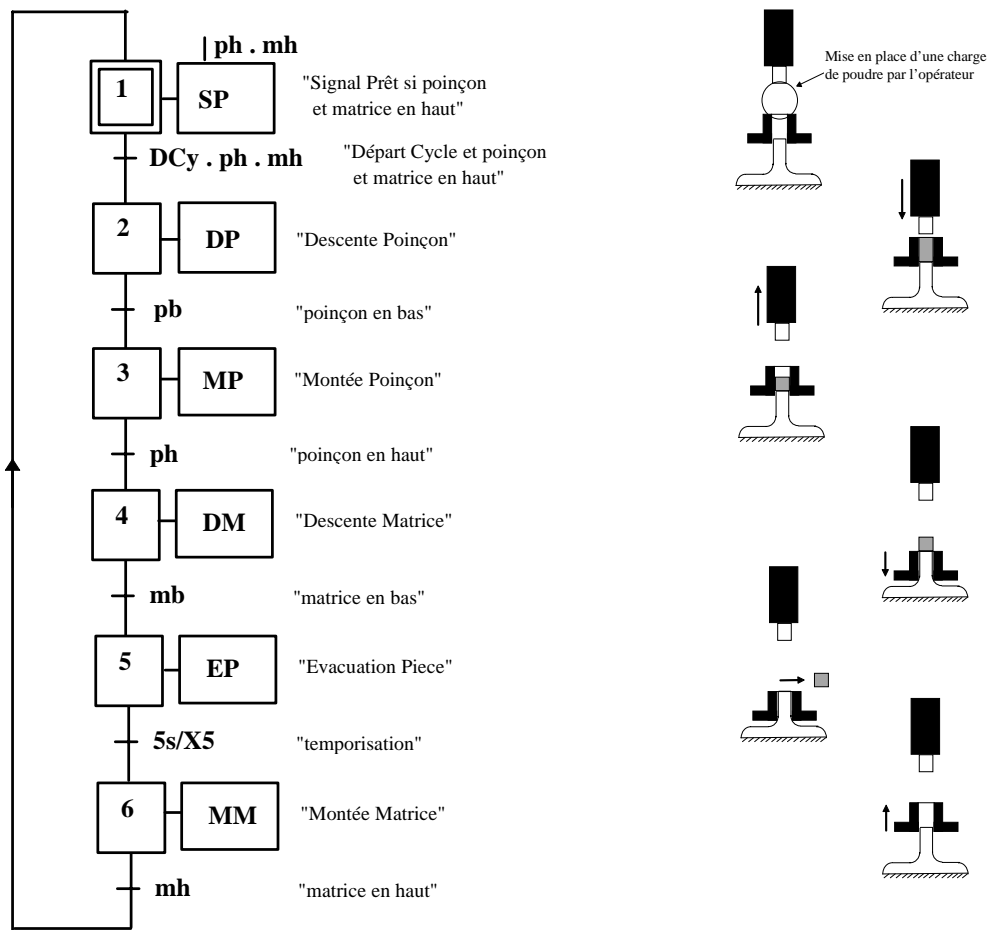 ph . mh
1
SP
"Signal Prêt si poinçon
et matrice en haut"
Mise en place d'une charge
de poudre par l'opérateur
DCy . ph . mh
"Départ Cycle et poinçon
et matrice en haut"
2
DP
"Descente Poinçon"
pb
"poinçon en bas"
3
MP
"Montée Poinçon"
ph
"poinçon en haut"
4
DM
"Descente Matrice"
mb
"matrice en bas"
5
EP
"Evacuation Piece"
5s/X5
"temporisation"
6
MM
"Montée Matrice"
mh
"matrice en haut"